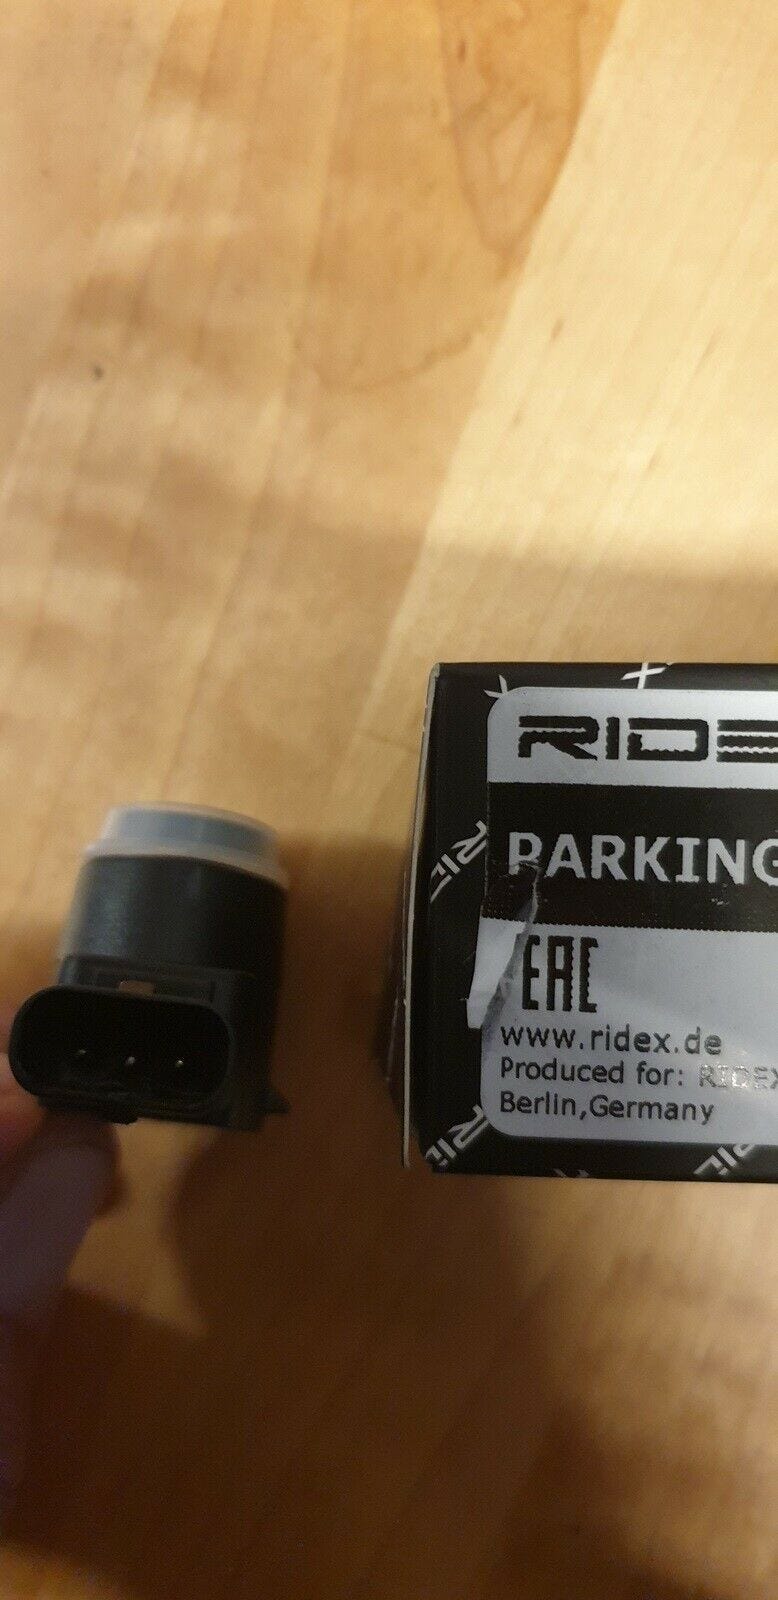 RIDE
PARKING
EAC
www.ridex.de
Produced for: RIDEX
Berlin,Germany